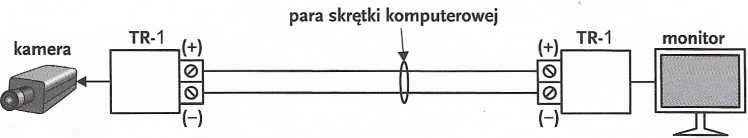 para skrętki komputerowej
kamera
TR-1
(+)
(+)
TR-1
monitor
(–)
(–)